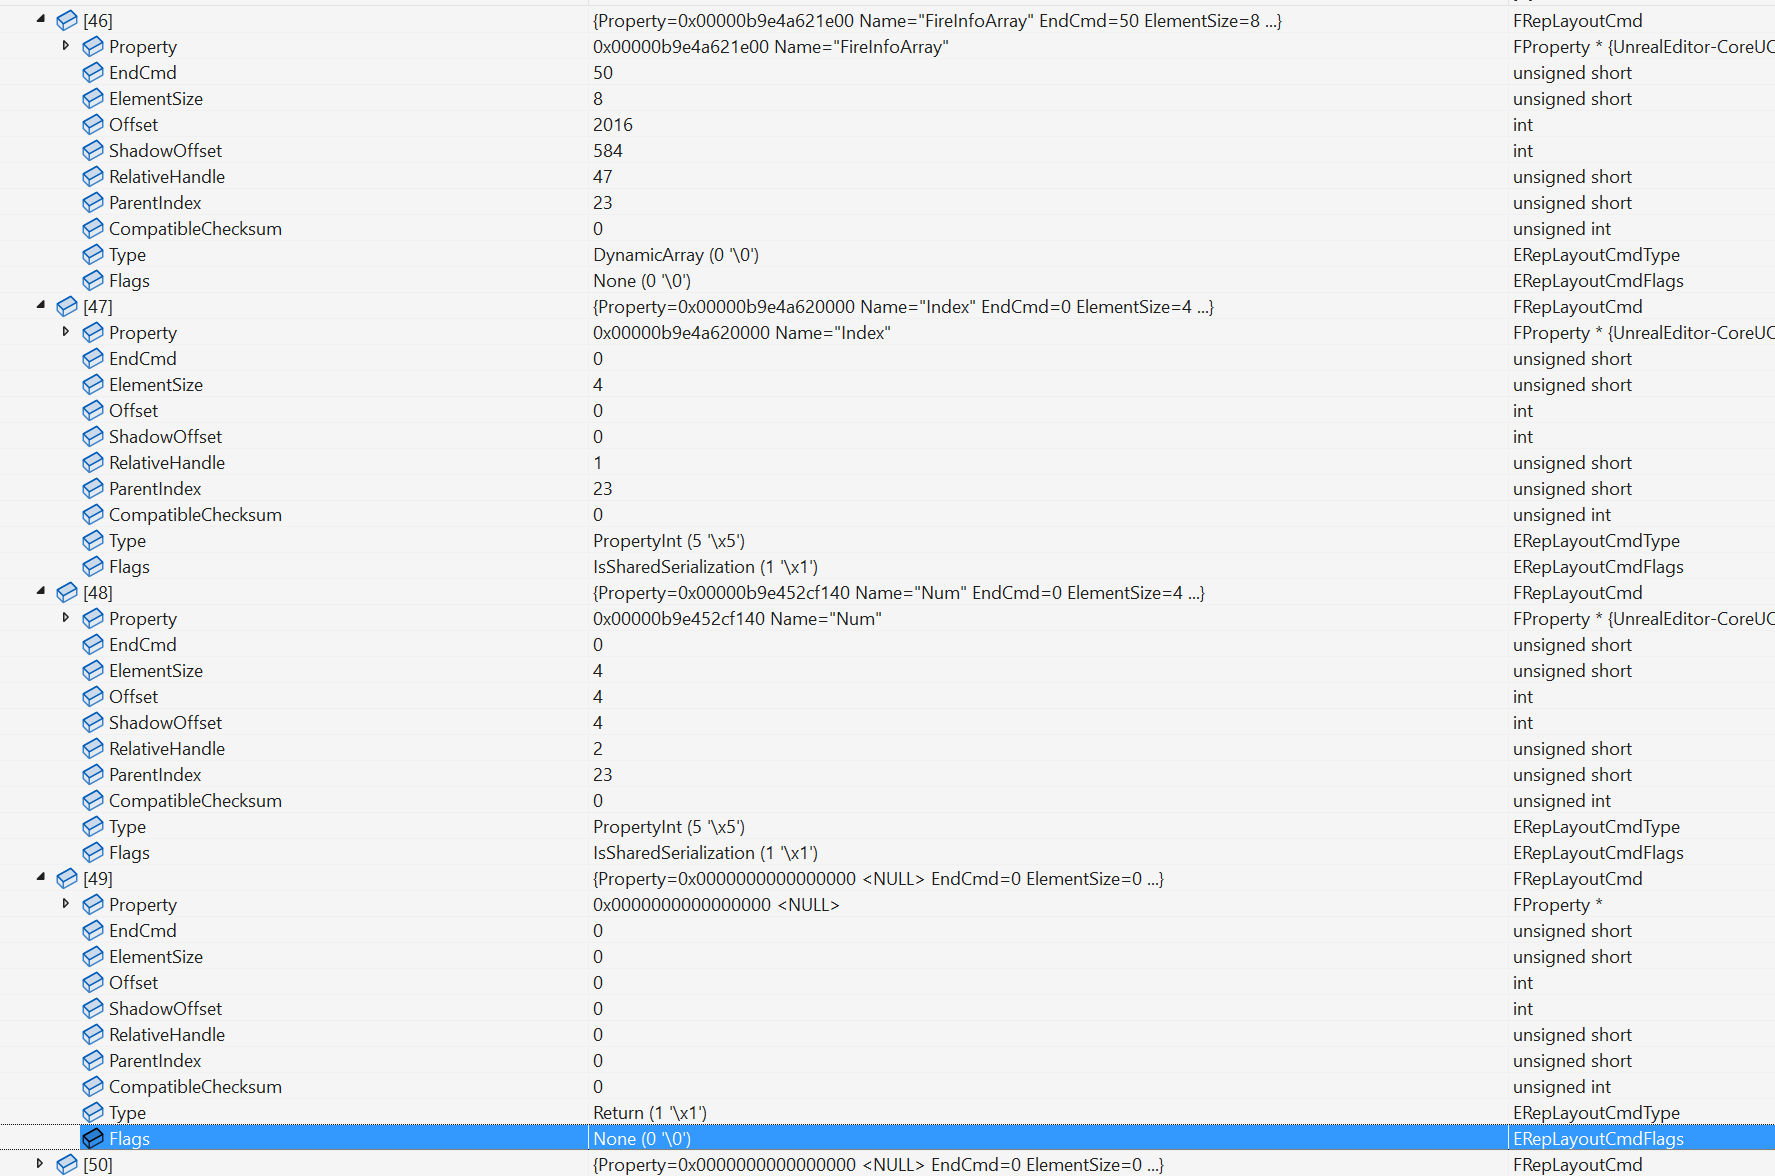 [46] {Property=0x00000b9e4a621e00 Name="FireInfoArray" EndCmd=50 ElementSize=8 ...} FRepLayoutCmd
Property 0x00000b9e4a621e00 Name="FireInfoArray" FProperty * {UnrealEditor-CoreUC
EndCmd 50 unsigned short
ElementSize 8 unsigned short
Offset 2016 int
ShadowOffset 584 int
RelativeHandle 47 unsigned short
ParentIndex 23 unsigned short
CompatibleChecksum 0 unsigned int
Type DynamicArray (0 '\0') ERepLayoutCmdType
Flags None (0 '\0') ERepLayoutCmdFlags
[47] {Property=0x00000b9e4a620000 Name="Index" EndCmd=0 ElementSize=4 ...} FRepLayoutCmd
Property 0x00000b9e4a620000 Name="Index" FProperty * {UnrealEditor-CoreUC
EndCmd 0 unsigned short
ElementSize 4 unsigned short
Offset 0 int
ShadowOffset 0 int
RelativeHandle 1 unsigned short
ParentIndex 23 unsigned short
CompatibleChecksum 0 unsigned int
Type PropertyInt (5 '\x5') ERepLayoutCmdType
Flags IsSharedSerialization (1 '\x1') ERepLayoutCmdFlags
[48] {Property=0x00000b9e452cf140 Name="Num" EndCmd=0 ElementSize=4 ...} FRepLayoutCmd
Property 0x00000b9e452cf140 Name="Num" FProperty * {UnrealEditor-CoreUC
EndCmd 0 unsigned short
ElementSize 4 unsigned short
Offset 4 int
ShadowOffset 4 int
RelativeHandle 2 unsigned short
ParentIndex 23 unsigned short
CompatibleChecksum 0 unsigned int
Type PropertyInt (5 '\x5') ERepLayoutCmdType
Flags IsSharedSerialization (1 '\x1') ERepLayoutCmdFlags
[49] {Property=0x0000000000000000 <NULL> EndCmd=0 ElementSize=0 ...} FRepLayoutCmd
Property 0x0000000000000000 <NULL> FProperty *
EndCmd 0 unsigned short
ElementSize 0 unsigned short
Offset 0 int
ShadowOffset 0 int
RelativeHandle 0 unsigned short
ParentIndex 0 unsigned short
CompatibleChecksum 0 unsigned int
Type Return (1 '\x1') ERepLayoutCmdType
Flags None (0 '\0') ERepLayoutCmdFlags
[50] {Property=0x0000000000000000 <NULL> EndCmd=0 ElementSize=0 ...} FRepLayoutCmd